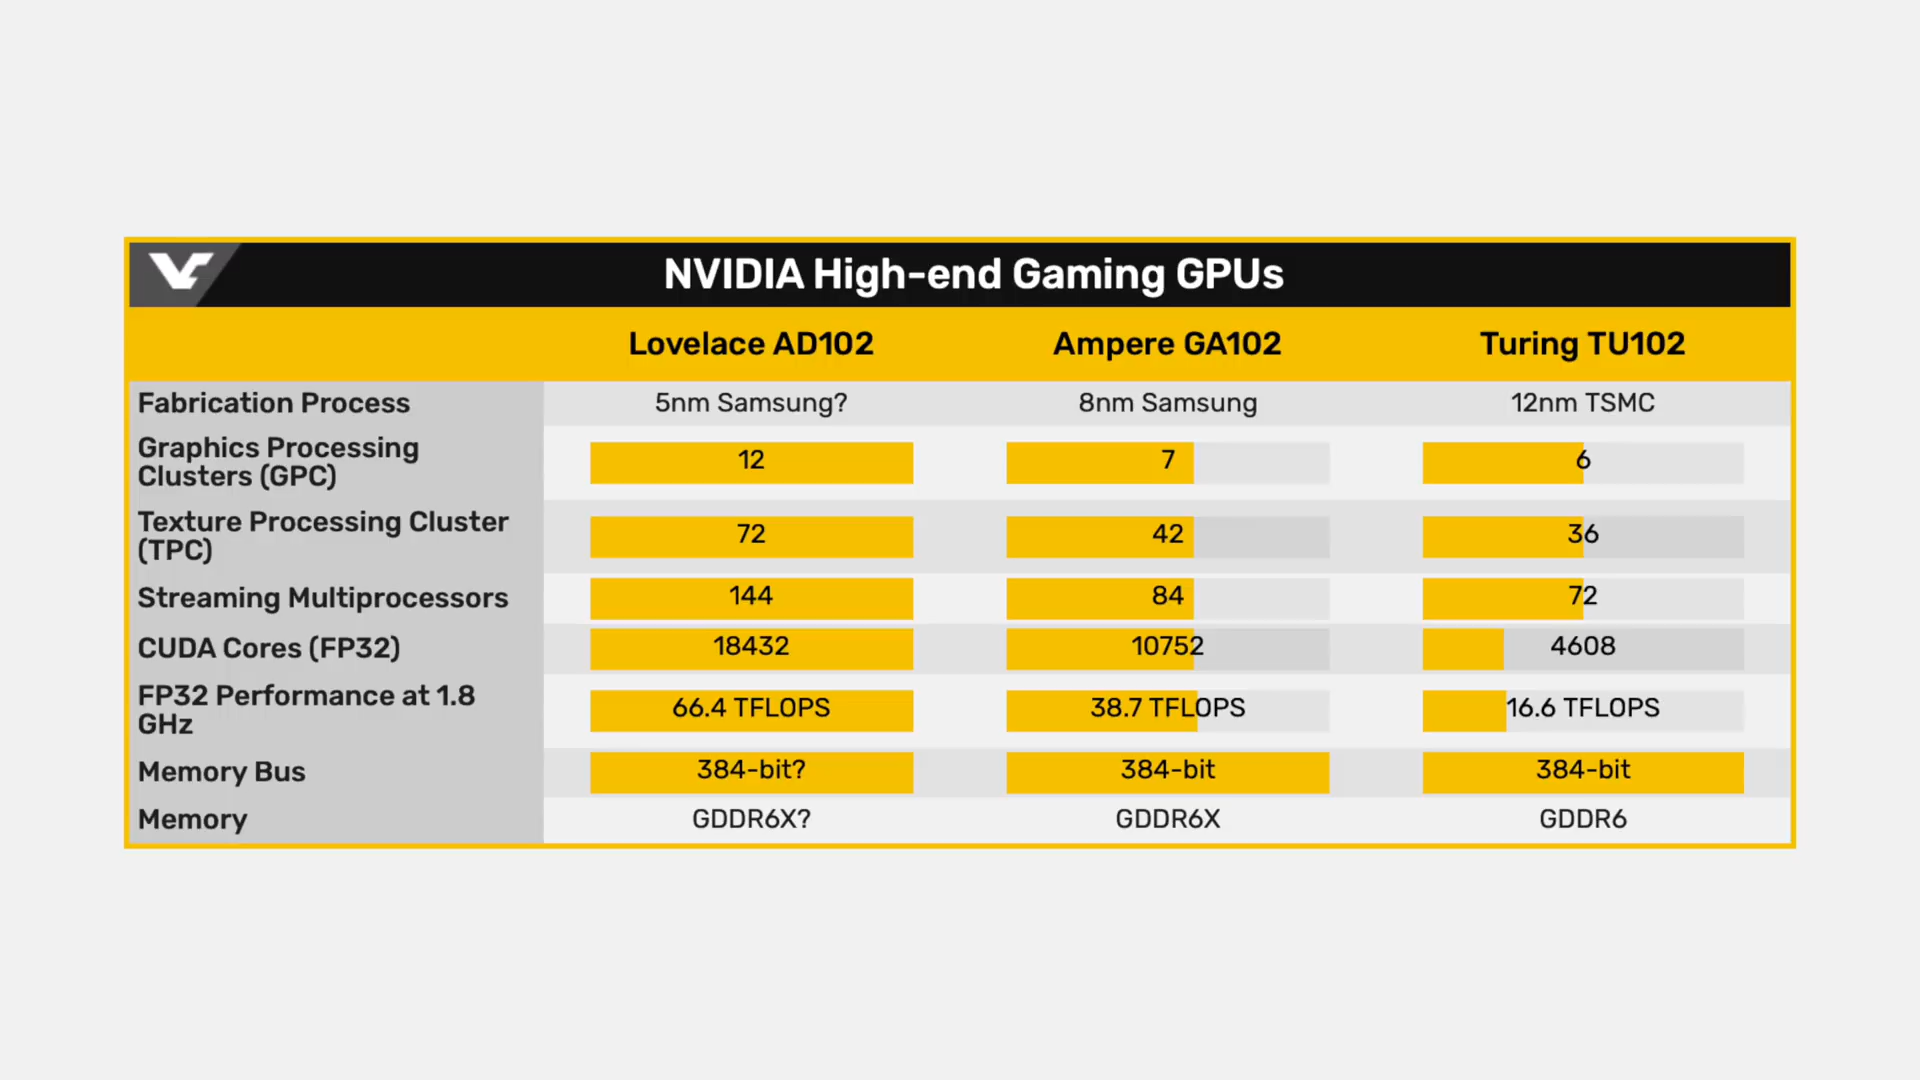 NVIDIA High-end Gaming GPUs
Lovelace AD102 Ampere GA102 Turing TU102
Fabrication Process 5nm Samsung? 8nm Samsung 12nm TSMC
Graphics Processing
Clusters (GPC) 12 7 6
Texture Processing Cluster
(TPC) 72 42 36
Streaming Multiprocessors 144 84 72
CUDA Cores (FP32) 18432 10752 4608
FP32 Performance at 1.8
GHz 66.4 TFLOPS 38.7 TFLOPS 16.6 TFLOPS
Memory Bus 384-bit? 384-bit 384-bit
Memory GDDR6X? GDDR6X GDDR6